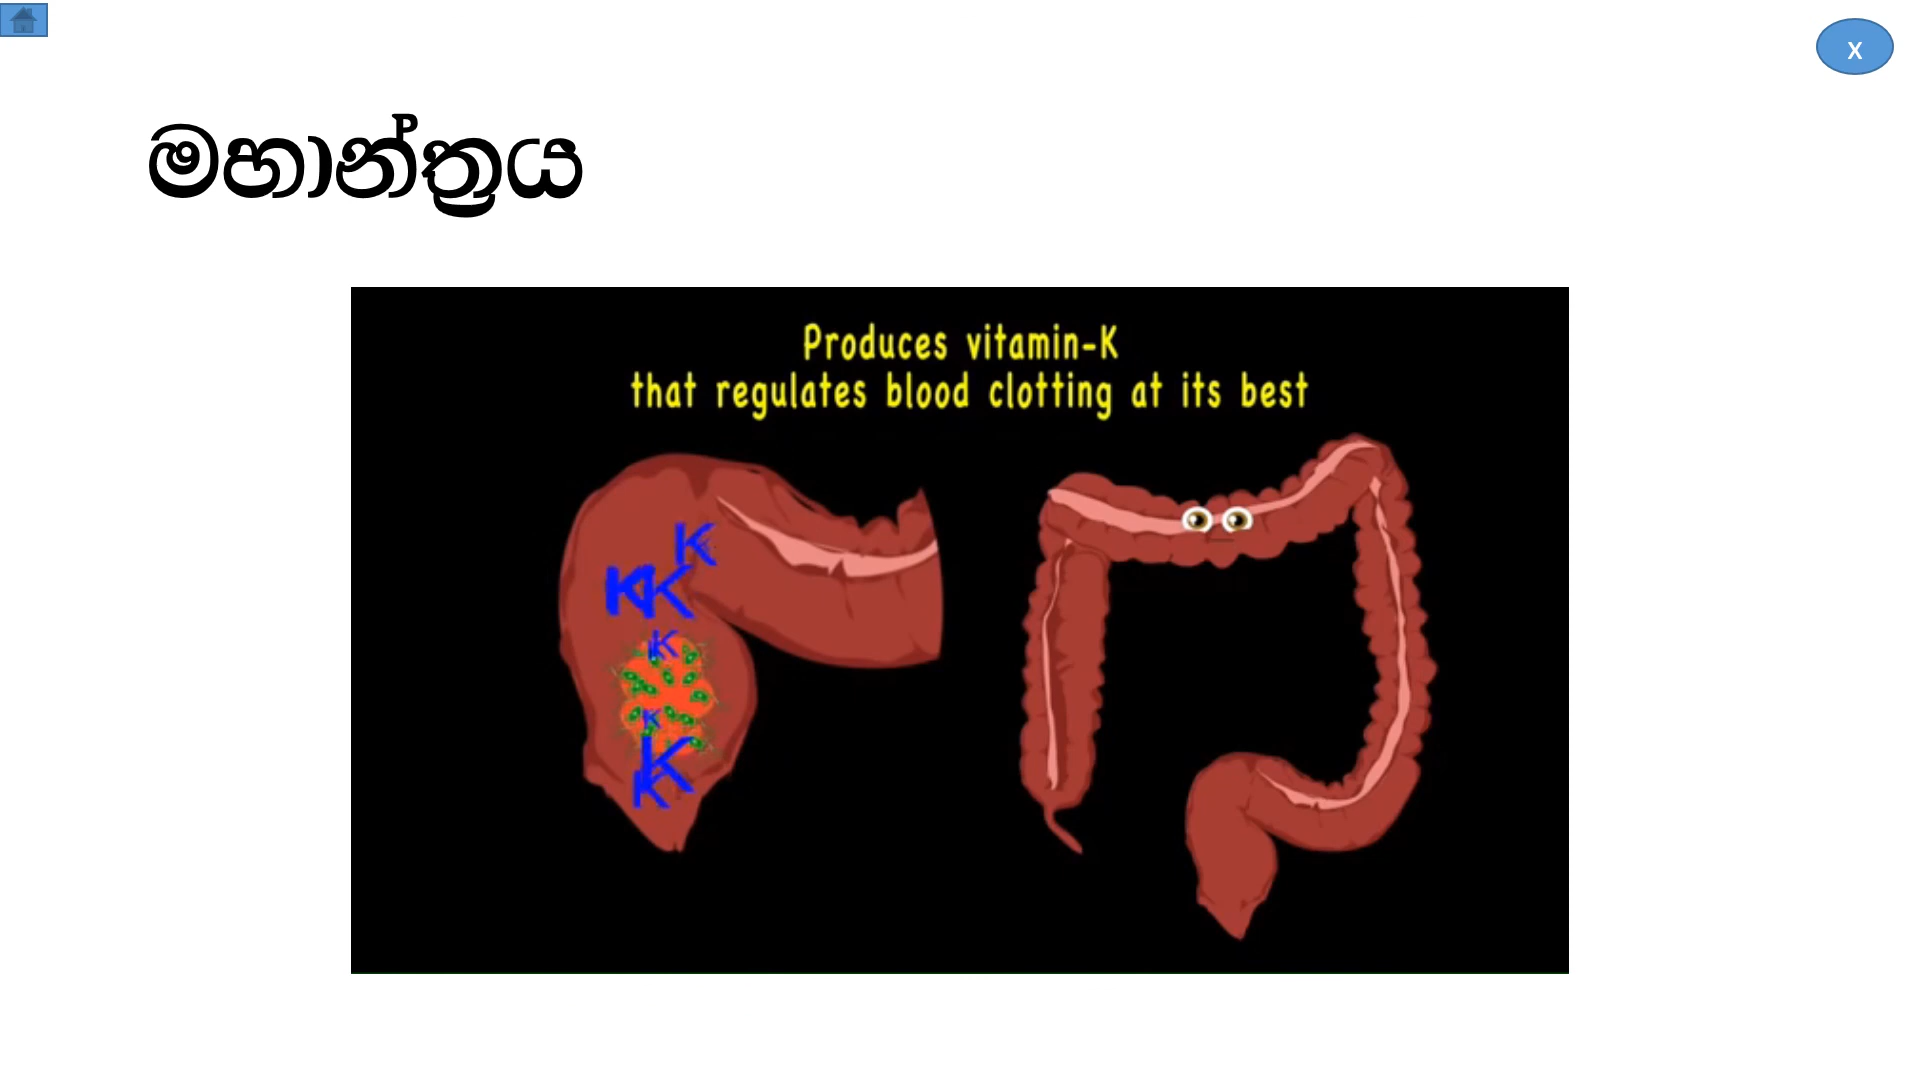 X
මහාන්ත්‍රය
Produces vitamin-K
that regulates blood clotting at its best
K
K K
K
K
K
K